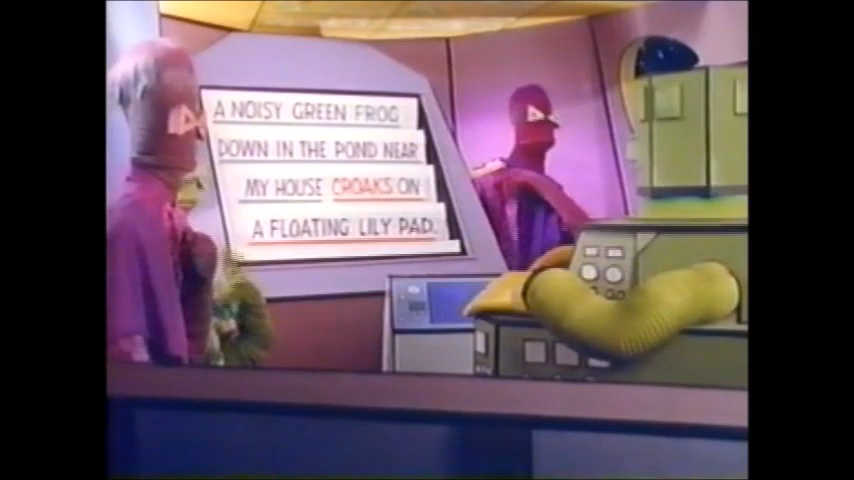 A NOISY GREEN FROG
DOWN IN THE POND NEAR
MY HOUSE CROAKS ON
A FLOATING LILY PAD.